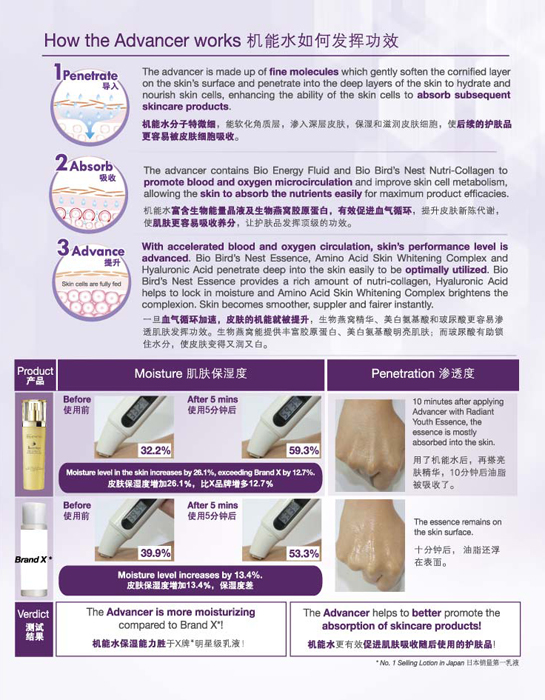 How the Advancer works 机能水如何发挥功效
1 Penetrate
导入
The advancer is made up of fine molecules which gently soften the cornified layer
on the skin's surface and penetrate into the deep layers of the skin to hydrate and
nourish skin cells, enhancing the ability of the skin cells to absorb subsequent
skincare products.
机能水分子特微细，能软化角质层，渗入深层皮肤，保湿和滋润皮肤细胞，使后续的护肤品
更容易被皮肤细胞吸收。
2 Absorb
吸收
The advancer contains Bio Energy Fluid and Bio Bird's Nest Nutri-Collagen to
promote blood and oxygen microcirculation and improve skin cell metabolism,
allowing the skin to absorb the nutrients easily for maximum product efficacies.
机能水富含生物能量晶液及生物燕窝胶原蛋白，有效促进血气循环，提升皮肤新陈代谢，
使肌肤更容易吸收养分，让护肤品发挥顶级的功效。
3 Advance
提升
Skin cells are fully fed
With accelerated blood and oxygen circulation, skin's performance level is
advanced. Bio Bird's Nest Essence, Amino Acid Skin Whitening Complex and
Hyaluronic Acid penetrate deep into the skin easily to be optimally utilized. Bio
Bird's Nest Essence provides a rich amount of nutri-collagen, Hyaluronic Acid
helps to lock in moisture and Amino Acid Skin Whitening Complex brightens the
complexion. Skin becomes smoother, suppler and fairer instantly.
一旦血气循环加速，皮肤的机能就被提升，生物燕窝精华、美白氨基酸和玻尿酸更容易渗
透肌肤发挥功效。生物燕窝能提供丰富胶原蛋白、美白氨基酸明亮肌肤；而玻尿酸有助锁
住水分，使皮肤变得又润又白。
Product
产品
Moisture 肌肤保湿度
Penetration 渗透度
Before
使用前
After 5 mins
使用5分钟后
32.2%
59.3%
Moisture level in the skin increases by 26.1%, exceeding Brand X by 12.7%.
皮肤保湿度增加26.1%，比X品牌增多12.7%
10 minutes after applying
Advancer with Radiant
Youth Essence, the
essence is mostly
absorbed into the skin.
用了机能水后，再搽亮
肤精华，10分钟后油脂
被吸收了。
Brand X *
Before
使用前
After 5 mins
使用5分钟后
39.9%
53.3%
Moisture level increases by 13.4%.
皮肤保湿度增加13.4%，保湿度差
The essence remains on
the skin surface.
十分钟后， 油脂还浮
在表面。
Verdict
测试
结果
The Advancer is more moisturizing
compared to Brand X*!
机能水保湿能力胜于X牌*明星级乳液！
The Advancer helps to better promote the
absorption of skincare products!
机能水更有效促进肌肤吸收随后使用的护肤品！
* No. 1 Selling Lotion in Japan 日本销量第一乳液